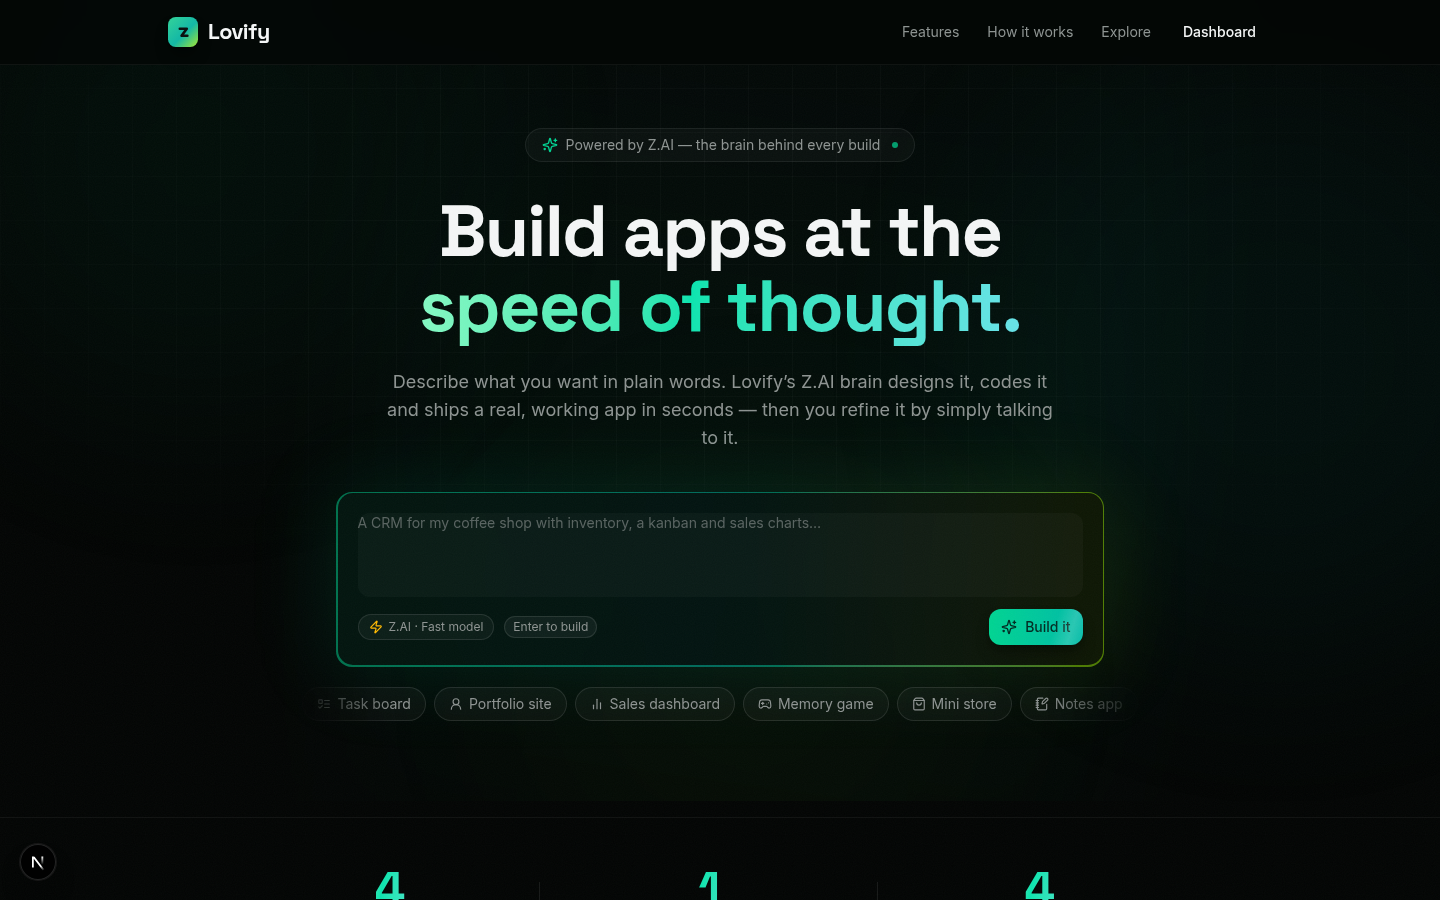 Lovify
Features
How it works
Explore
Dashboard
Powered by Z.AI — the brain behind every build
Build apps at the
speed of thought.
Describe what you want in plain words. Lovify’s Z.AI brain designs it, codes it
and ships a real, working app in seconds — then you refine it by simply talking
to it.
A CRM for my coffee shop with inventory, a kanban and sales charts...
Z.AI · Fast model
Enter to build
Build it
Task board
Portfolio site
Sales dashboard
Memory game
Mini store
Notes app
N
4
1
4